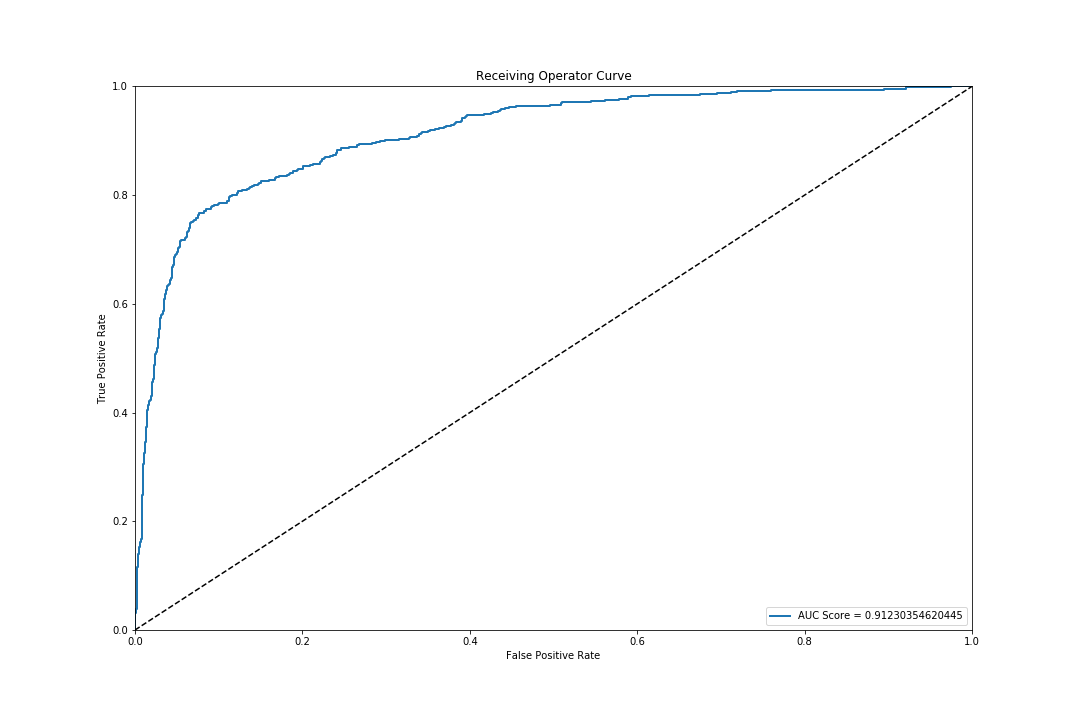 Receiving Operator Curve
1.0
0.8
0.6
0.4
0.2
0.0
True Positive Rate
AUC Score = 0.91230354620445
0.0 0.2 0.4 0.6 0.8 1.0
False Positive Rate